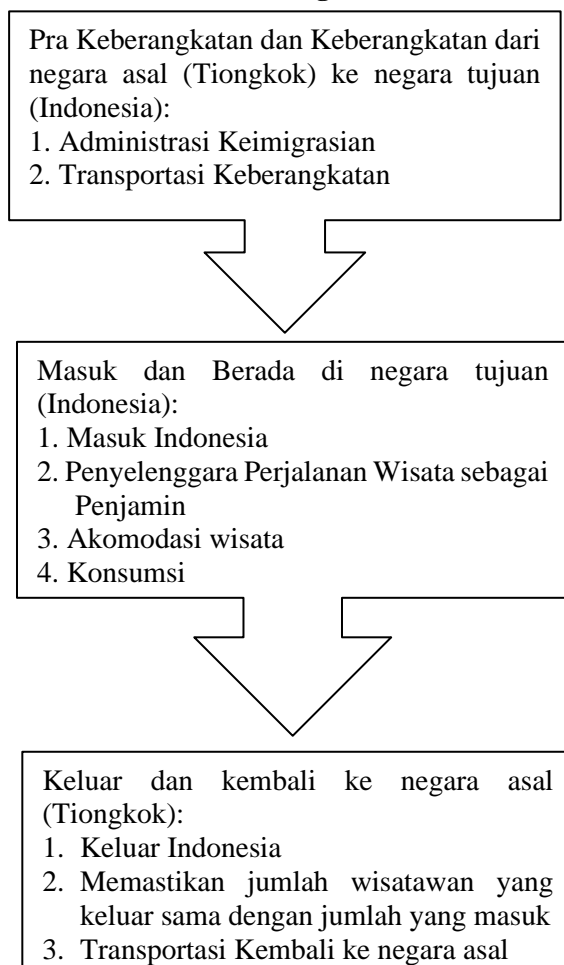 Pra Keberangkatan dan Keberangkatan dari
negara asal (Tiongkok) ke negara tujuan
(Indonesia):
1. Administrasi Keimigrasian
2. Transportasi Keberangkatan
Masuk dan Berada di negara tujuan
(Indonesia):
1. Masuk Indonesia
2. Penyelenggara Perjalanan Wisata sebagai
Penjamin
3. Akomodasi wisata
4. Konsumsi
Keluar dan kembali ke negara asal
(Tiongkok):
1. Keluar Indonesia
2. Memastikan jumlah wisatawan yang
keluar sama dengan jumlah yang masuk
3. Transportasi Kembali ke negara asal